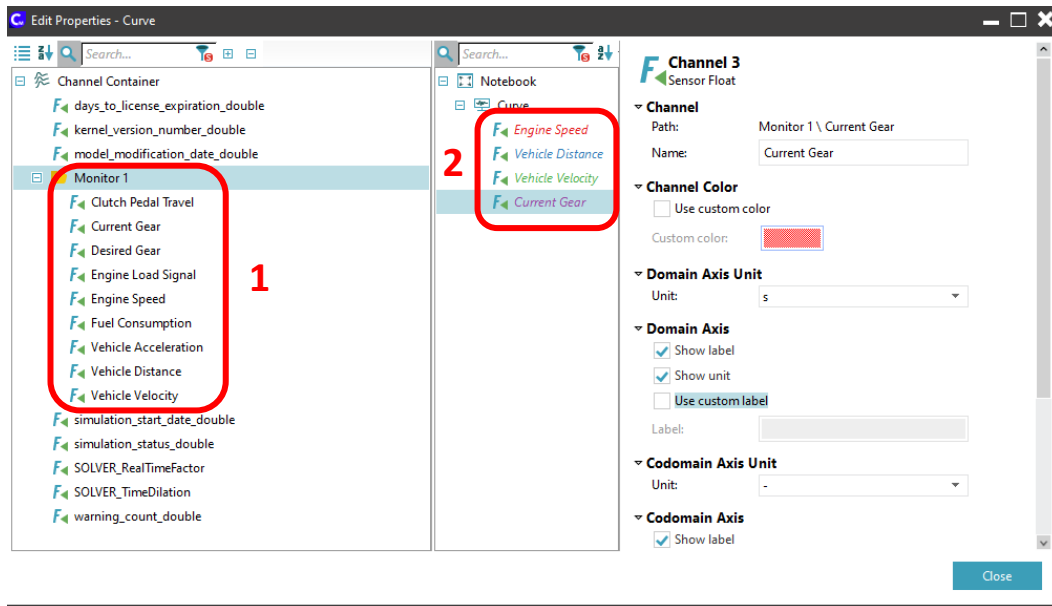 Edit Properties - Curve
Search...
Channel Container
days_to_license_expiration_double
kernel_version_number_double
model_modification_date_double
Monitor 1
Clutch Pedal Travel
Current Gear
Desired Gear
Engine Load Signal
Engine Speed
Fuel Consumption
Vehicle Acceleration
Vehicle Distance
Vehicle Velocity
1
simulation_start_date_double
simulation_status_double
SOLVER_RealTimeFactor
SOLVER_TimeDilation
warning_count_double
Search...
Notebook
Curve
Engine Speed
Vehicle Distance
Vehicle Velocity
Current Gear
2
Channel 3
Sensor Float
Channel
Path: Monitor 1 \ Current Gear
Name: Current Gear
Channel Color
Use custom color
Custom color:
Domain Axis Unit
Unit: s
Domain Axis
Show label
Show unit
Use custom label
Label:
Codomain Axis Unit
Unit: -
Codomain Axis
Show label
Close